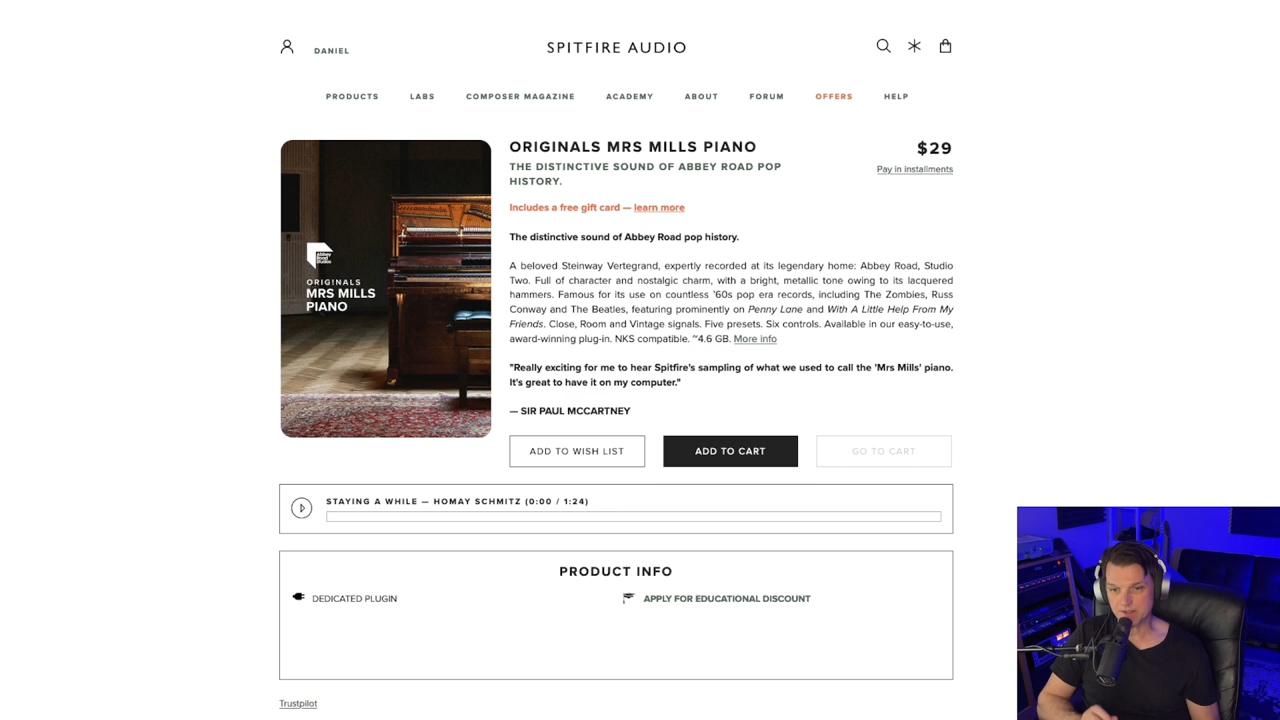 DANIEL
SPITFIRE AUDIO
PRODUCTS LABS COMPOSER MAGAZINE ACADEMY ABOUT FORUM OFFERS HELP
Abbey Road Studios
ORIGINALS
MRS MILLS
PIANO
ORIGINALS MRS MILLS PIANO
$29
THE DISTINCTIVE SOUND OF ABBEY ROAD POP
HISTORY.
Pay in installments
Includes a free gift card — learn more
The distinctive sound of Abbey Road pop history.
A beloved Steinway Vertegrand, expertly recorded at its legendary home: Abbey Road, Studio
Two. Full of character and nostalgic charm, with a bright, metallic tone owing to its lacquered
hammers. Famous for its use on countless '60s pop era records, including The Zombies, Russ
Conway and The Beatles, featuring prominently on Penny Lane and With A Little Help From My
Friends. Close, Room and Vintage signals. Five presets. Six controls. Available in our easy-to-use,
award-winning plug-in. NKS compatible. ~4.6 GB. More info
"Really exciting for me to hear Spitfire's sampling of what we used to call the 'Mrs Mills' piano.
It's great to have it on my computer."
— SIR PAUL MCCARTNEY
ADD TO WISH LIST ADD TO CART GO TO CART
STAYING A WHILE — HOMAY SCHMITZ (0:00 / 1:24)
PRODUCT INFO
DEDICATED PLUGIN APPLY FOR EDUCATIONAL DISCOUNT
Trustpilot